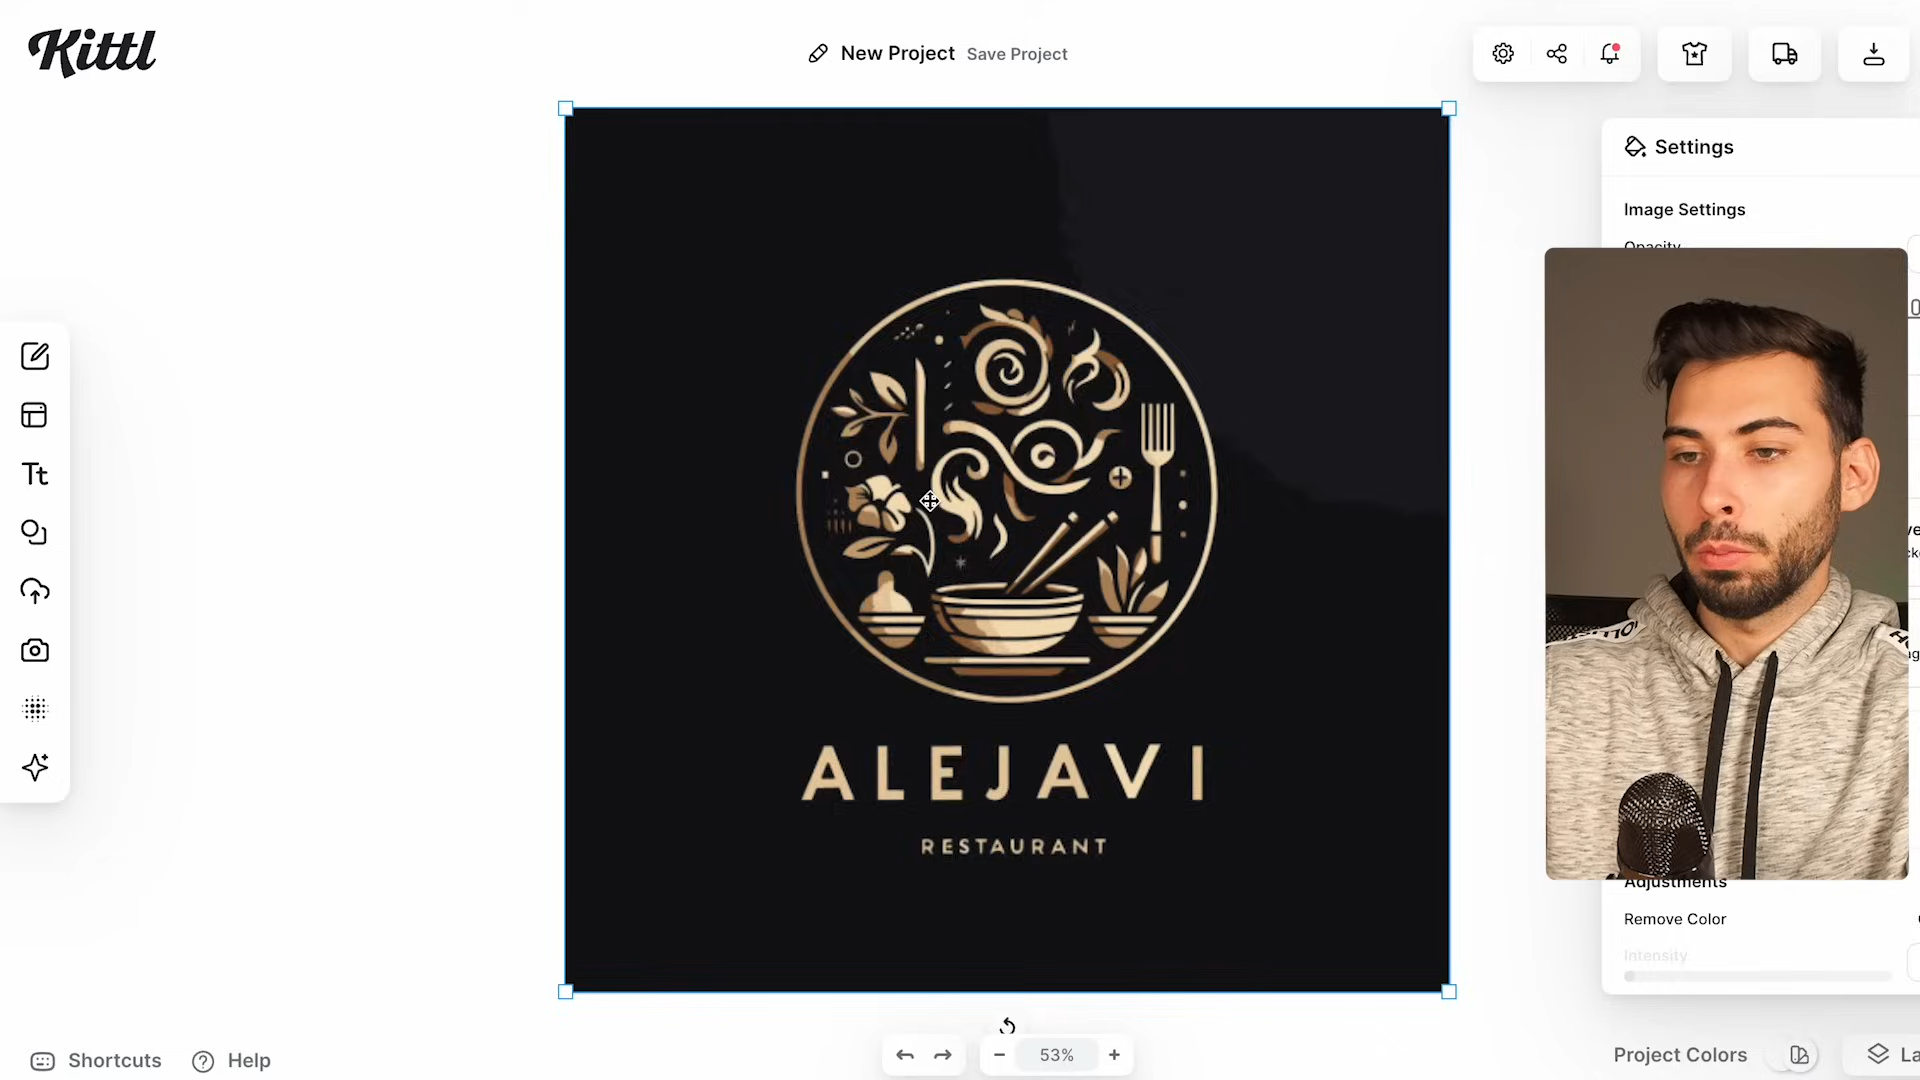 Kittl
New Project Save Project
Settings
Image Settings
Opacity
ALEJAVI
RESTAURANT
Adjustments
Remove Color
Intensity
Shortcuts
Help
53%
Project Colors
La